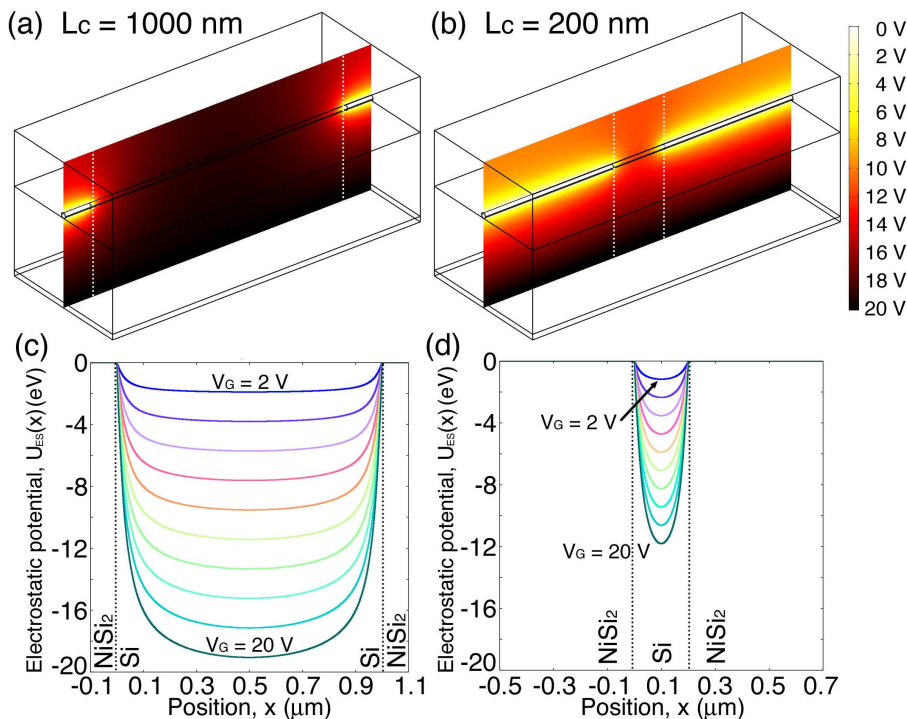 (a) Lc = 1000 nm
(b) Lc = 200 nm
0 V
2 V
4 V
6 V
8 V
10 V
12 V
14 V
16 V
18 V
20 V
(c)
Electrostatic potential, UES(x) (eV)
0
-4
-8
-12
-16
-20
VG = 2 V
VG = 20 V
NiSi2
Si
Si
NiSi2
-0.1 0.1 0.3 0.5 0.7 0.9 1.1
Position, x (μm)
(d)
Electrostatic potential, UES(x) (eV)
0
-4
-8
-12
-16
-20
VG = 2 V
VG = 20 V
NiSi2
Si
NiSi2
-0.5 -0.3 -0.1 0.1 0.3 0.5 0.7
Position, x (μm)